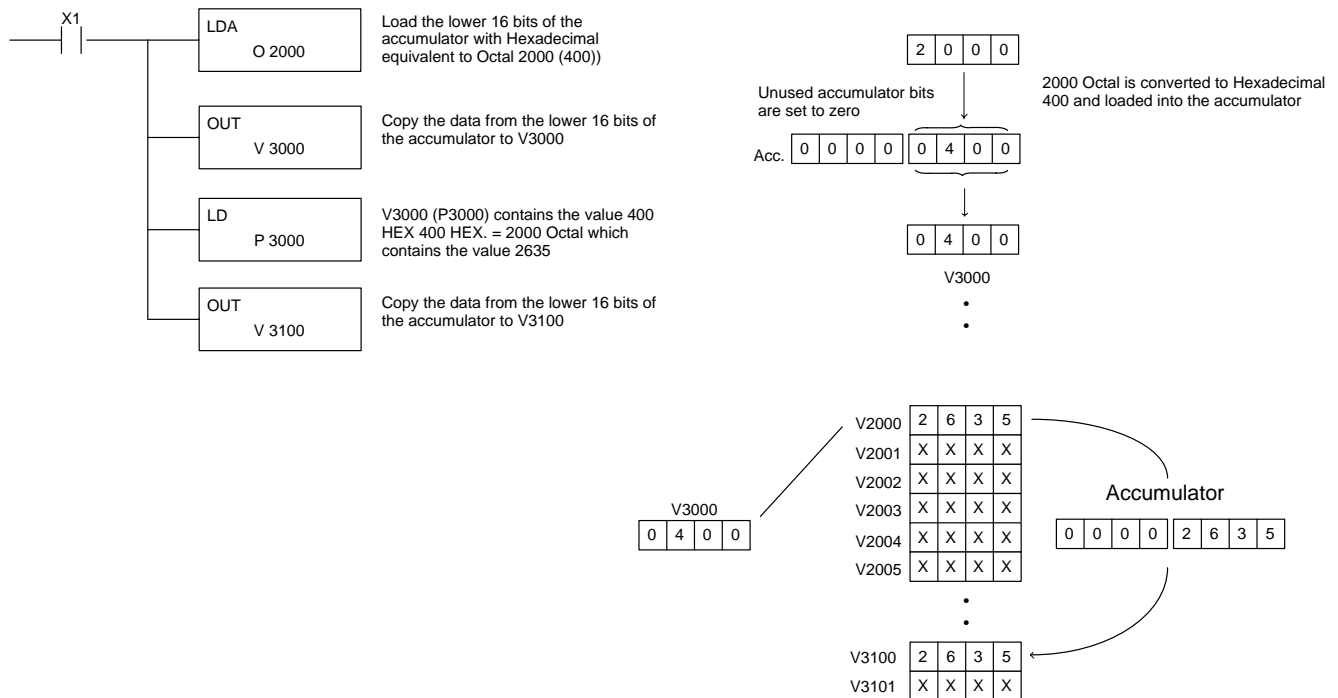 X1
LDA
O 2000
Load the lower 16 bits of the
accumulator with Hexadecimal
equivalent to Octal 2000 (400))
OUT
V 3000
Copy the data from the lower 16 bits of
the accumulator to V3000
LD
P 3000
V3000 (P3000) contains the value 400
HEX 400 HEX. = 2000 Octal which
contains the value 2635
OUT
V 3100
Copy the data from the lower 16 bits of
the accumulator to V3100
2 0 0 0
Unused accumulator bits
are set to zero
2000 Octal is converted to Hexadecimal
400 and loaded into the accumulator
Acc. 0 0 0 0 0 4 0 0
0 4 0 0
V3000
V3000
0 4 0 0
V2000 2 6 3 5
V2001 X X X X
V2002 X X X X
V2003 X X X X
V2004 X X X X
V2005 X X X X
Accumulator
0 0 0 0 2 6 3 5
V3100 2 6 3 5
V3101 X X X X